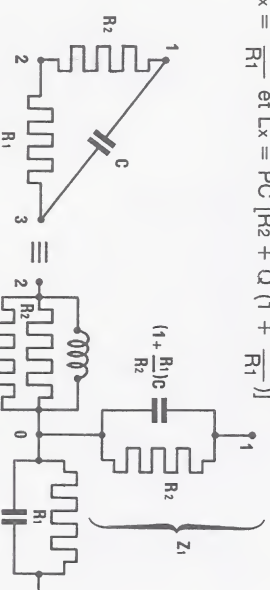 x = R1 et Lx = PC [R2 + Q (1 + R1)]
1
R2
C
2
R1
3
≡
2
R2
0
R1
(1 + R1/R2)C
R2
1
Z1